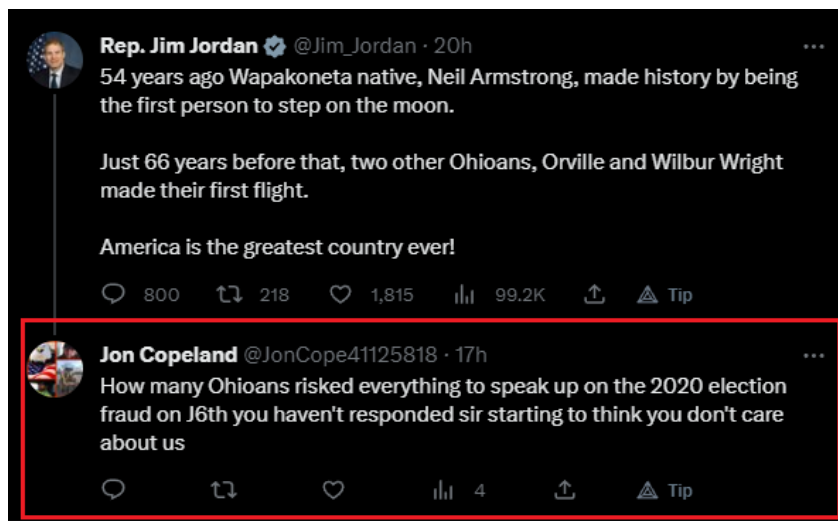 Rep. Jim Jordan @Jim_Jordan · 20h
54 years ago Wapakoneta native, Neil Armstrong, made history by being
the first person to step on the moon.
Just 66 years before that, two other Ohioans, Orville and Wilbur Wright
made their first flight.
America is the greatest country ever!
800 218 1,815 99.2K Tip
Jon Copeland @JonCope41125818 · 17h
How many Ohioans risked everything to speak up on the 2020 election
fraud on J6th you haven't responded sir starting to think you don't care
about us
4 Tip